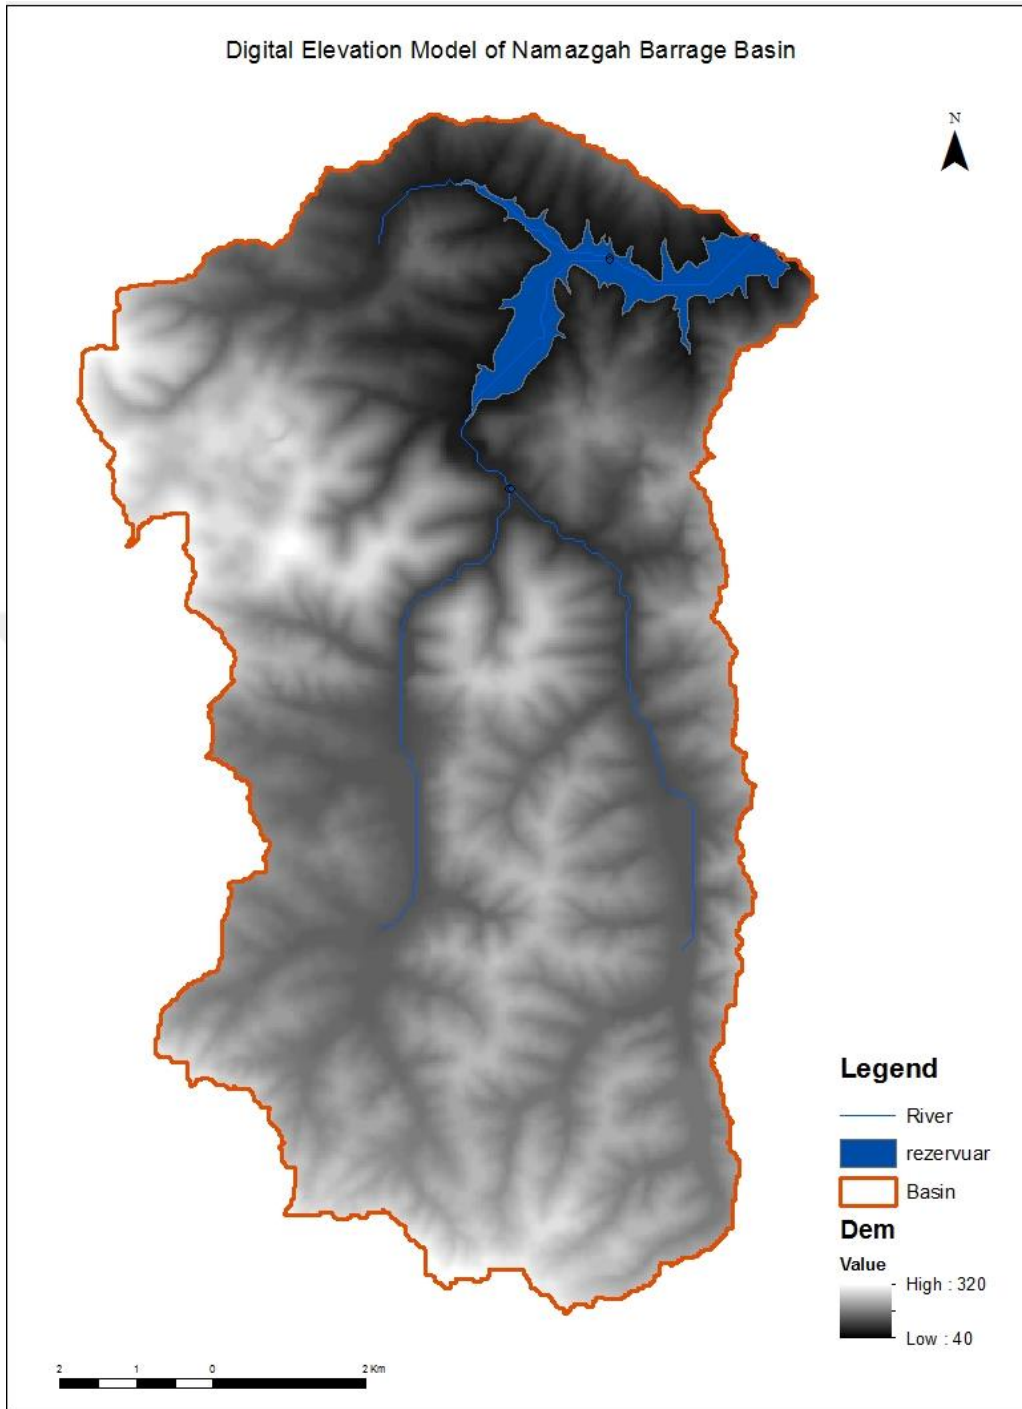 Digital Elevation Model of Namazgah Barrage Basin
N
Legend
River
rezervuar
Basin
Dem
Value
High : 320
Low : 40
2 1 0 2 Km